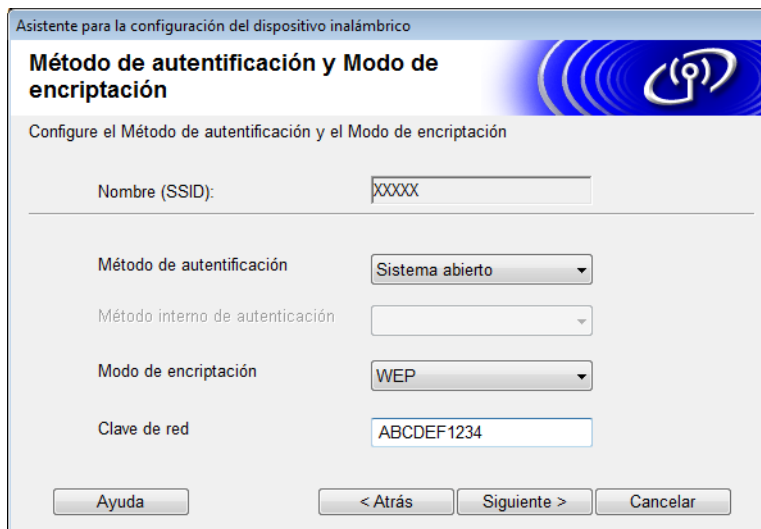 Asistente para la configuración del dispositivo inalámbrico
Método de autentificación y Modo de
encriptación
Configure el Método de autentificación y el Modo de encriptación
Nombre (SSID): XXXXX
Método de autentificación Sistema abierto
Método interno de autenticación
Modo de encriptación WEP
Clave de red ABCDEF1234
Ayuda < Atrás Siguiente > Cancelar